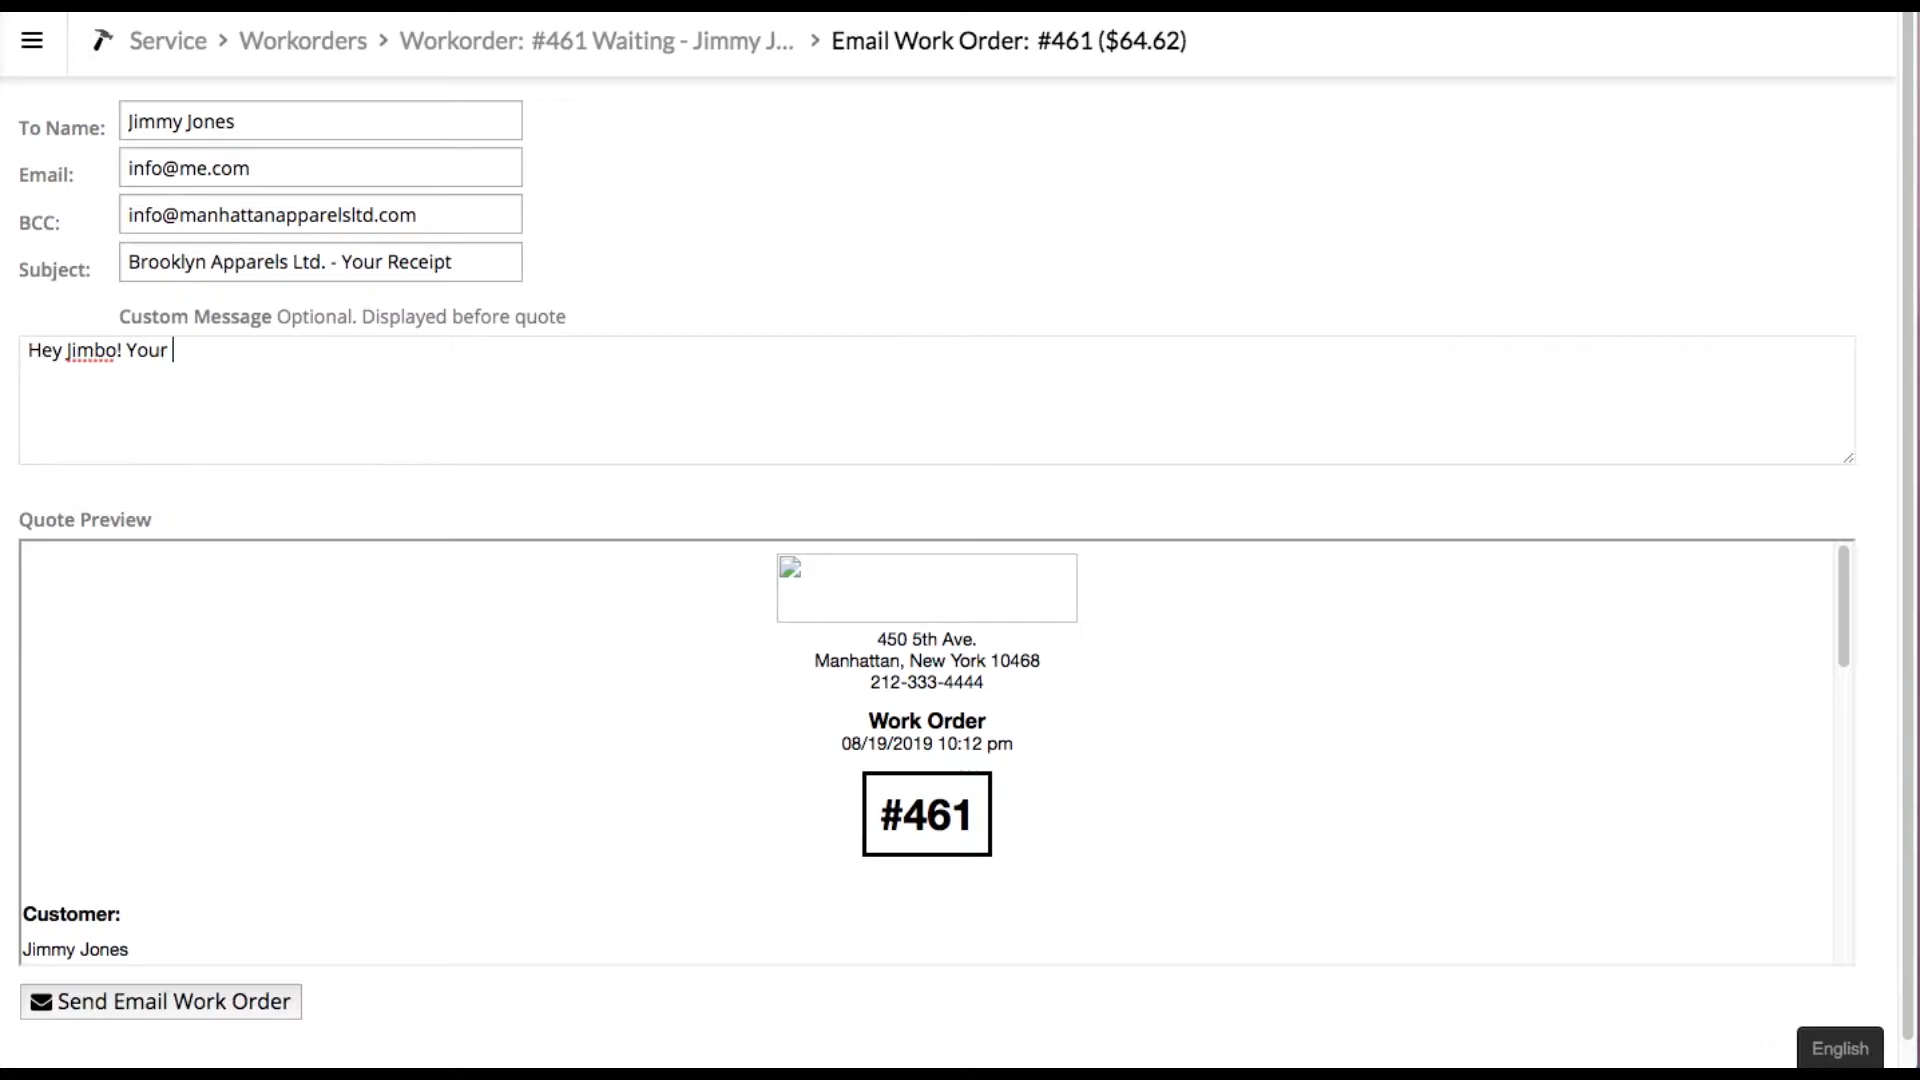 Service > Workorders > Workorder: #461 Waiting - Jimmy J... > Email Work Order: #461 ($64.62)
To Name: Jimmy Jones
Email: info@me.com
BCC: info@manhattanapparelsltd.com
Subject: Brooklyn Apparels Ltd. - Your Receipt
Custom Message Optional. Displayed before quote
Hey Jimbo! Your
Quote Preview
450 5th Ave.
Manhattan, New York 10468
212-333-4444
Work Order
08/19/2019 10:12 pm
#461
Customer:
Jimmy Jones
Send Email Work Order
English